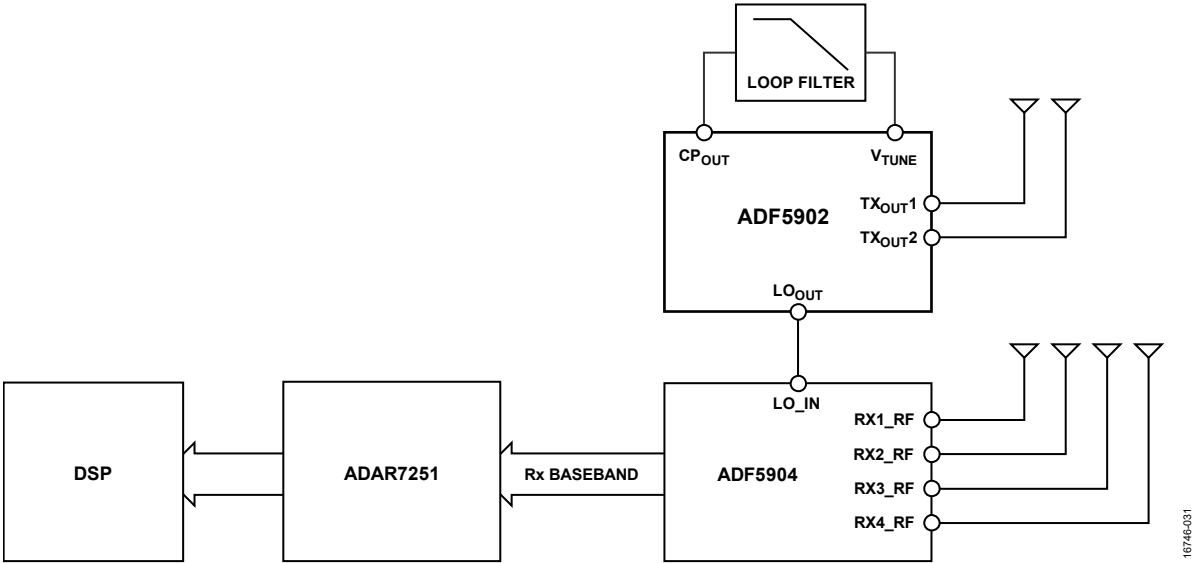 LOOP FILTER
CPOUT
VTUNE
ADF5902
TXOUT1
TXOUT2
LOOUT
LO_IN
RX1_RF
RX2_RF
RX3_RF
RX4_RF
DSP
ADAR7251
Rx BASEBAND
ADF5904
16746-031